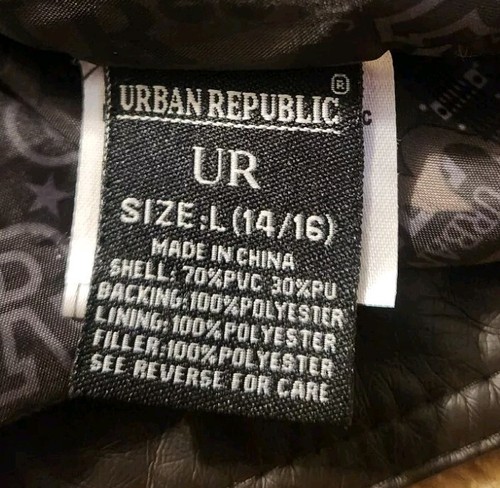 URBAN REPUBLIC®
UR
SIZE:L (14/16)
MADE IN CHINA
SHELL: 70%PVC 30%PU
BACKING:100%POLYESTER
LINING:100%POLYESTER
FILLER:100%POLYESTER
SEE REVERSE FOR CARE
C